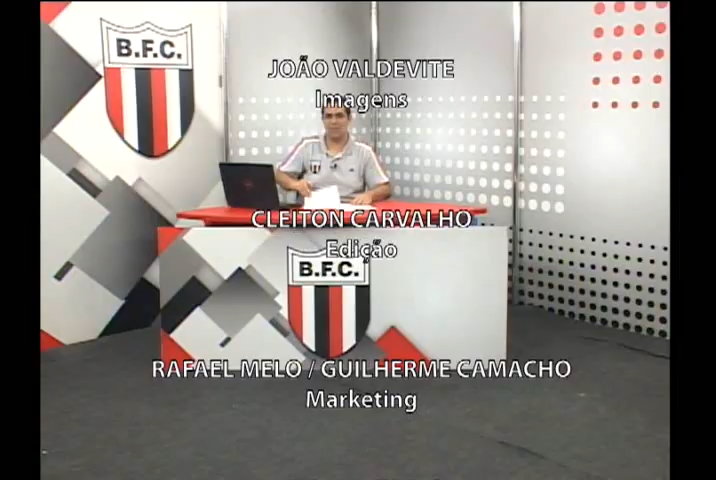 B.F.C.
JOÃO VALDEVITE
Imagens
CLEITON CARVALHO
Edição
B.F.C.
RAFAEL MELO / GUILHERME CAMACHO
Marketing